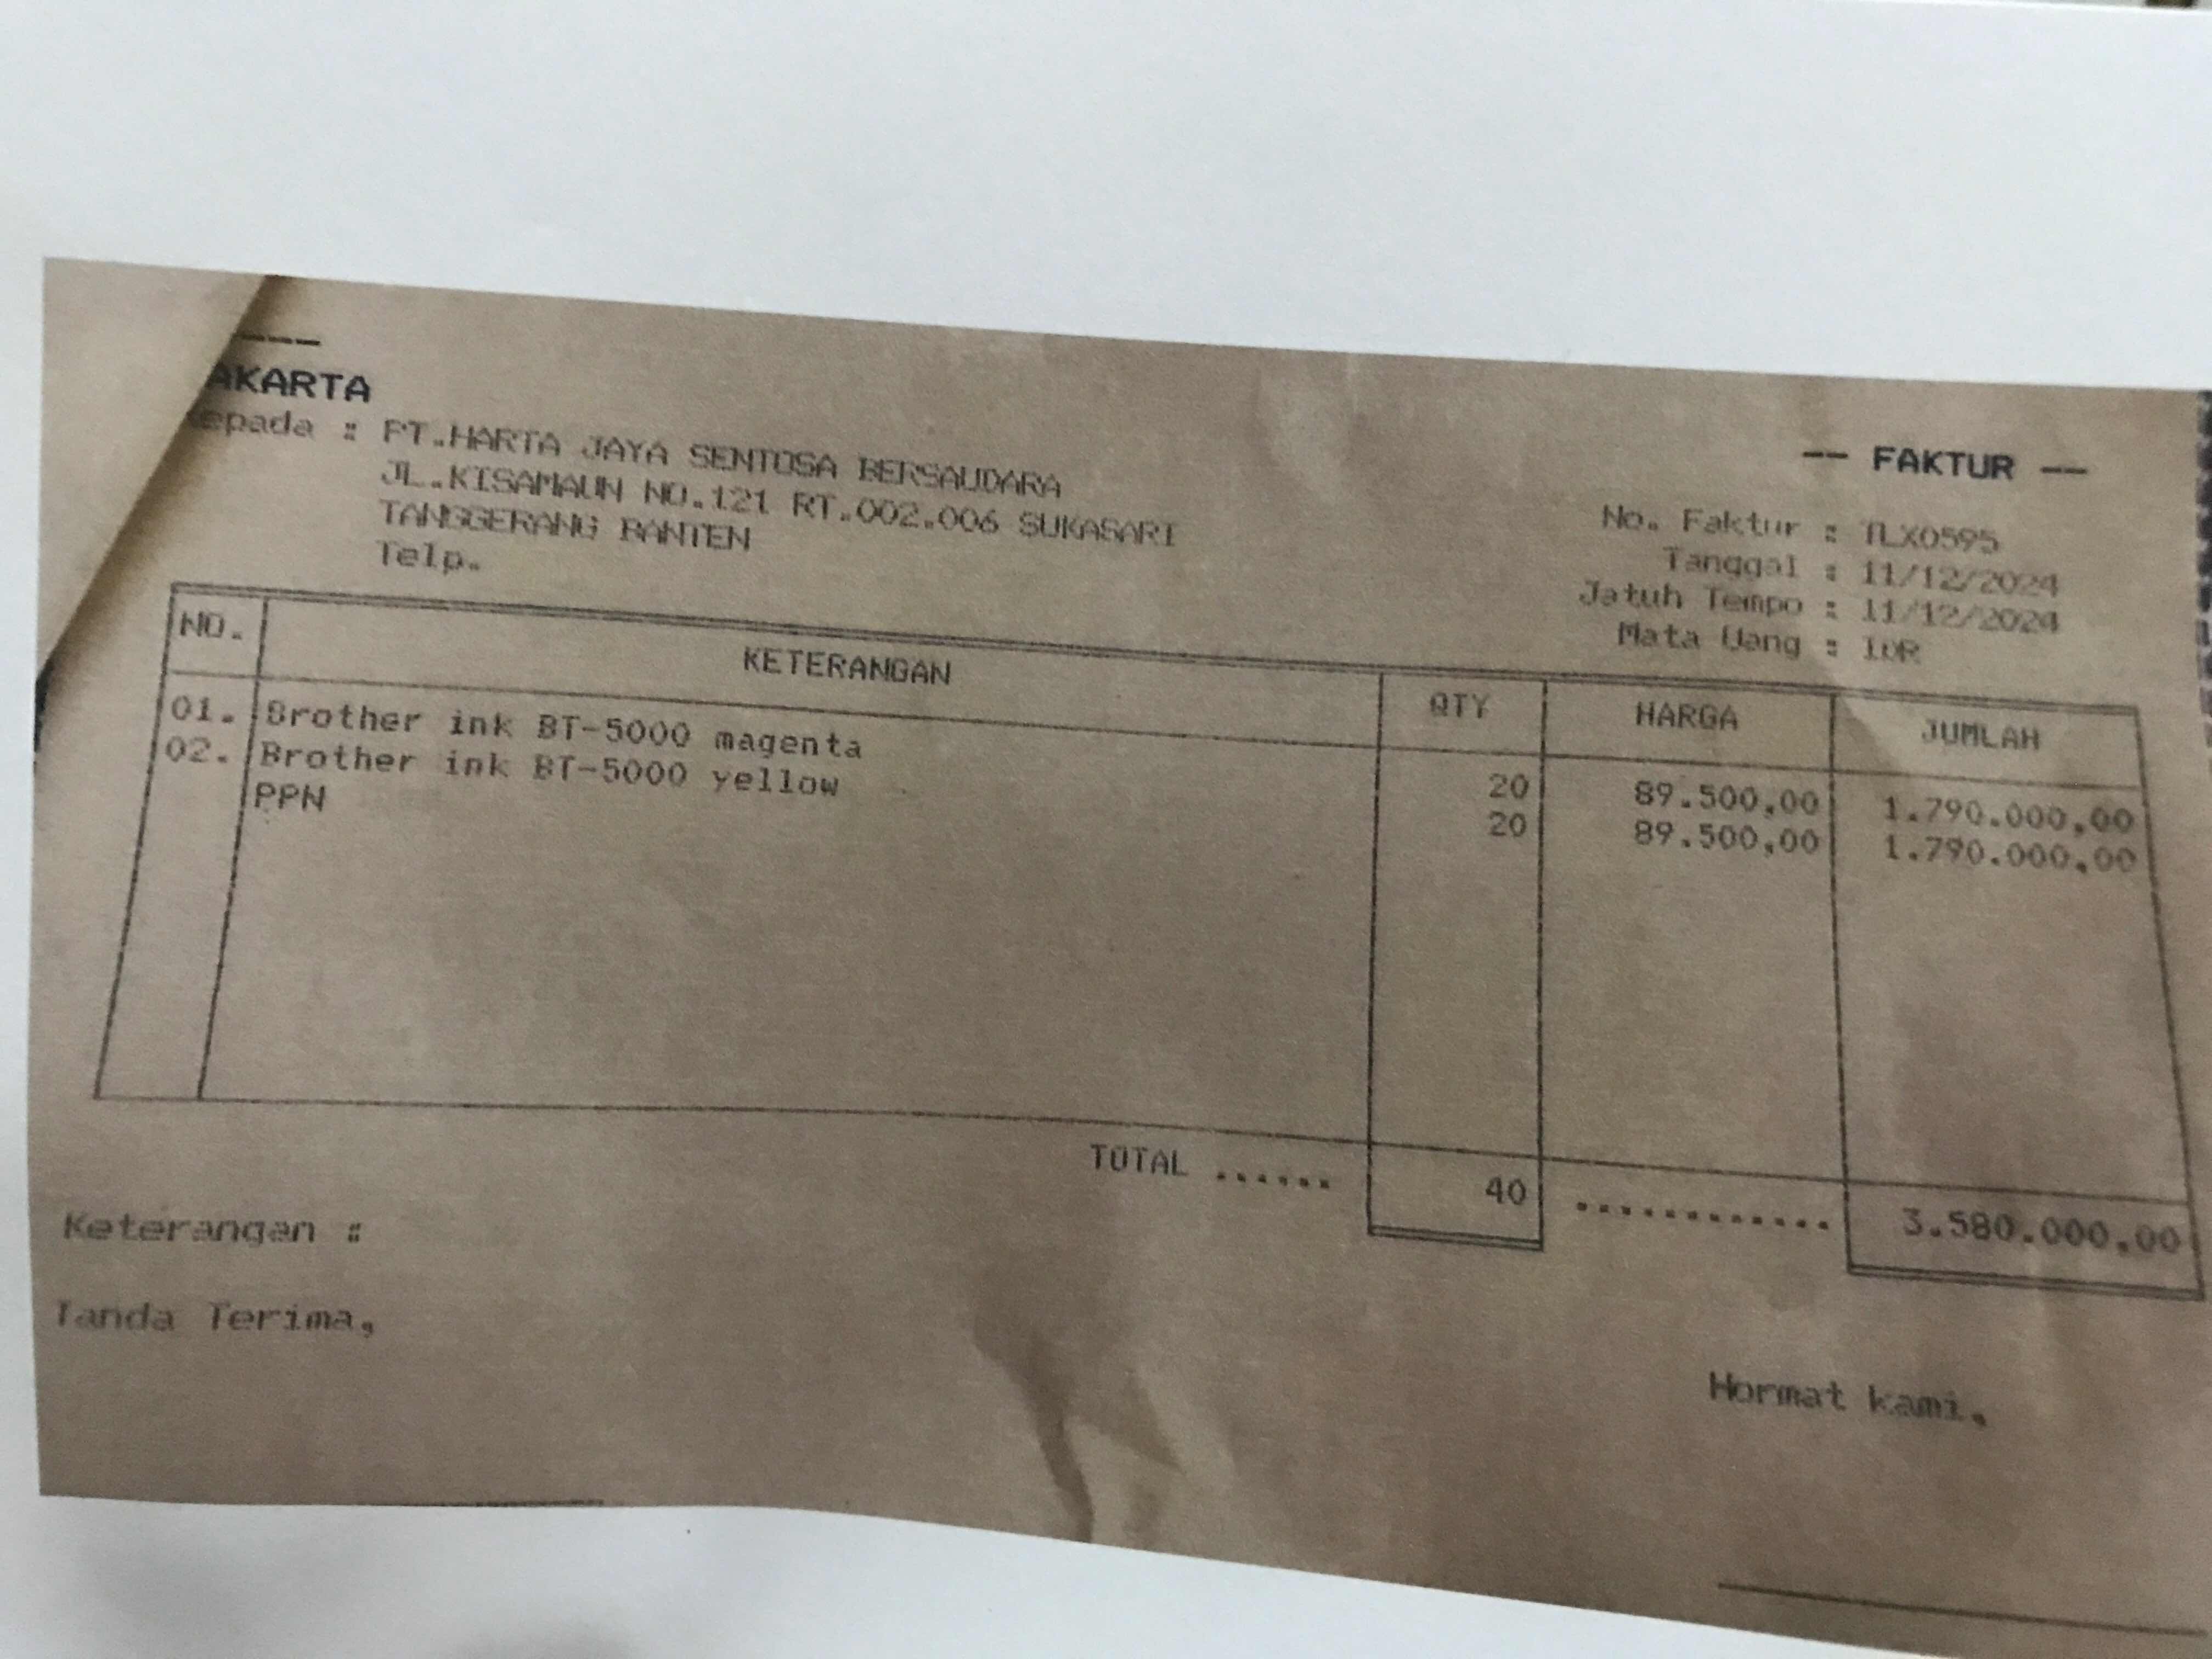 AKARTA
epada : PT.HARTA JAYA SENTOSA BERSAUDARA
JL.KISAMAUN NO.121 RT.002.006 SUKASARI
TANGGERANG BANTEN
Telp.
-- FAKTUR --
No. Faktur : TLX0595
Tanggal : 11/12/2024
Jatuh Tempo : 11/12/2024
Mata Uang : IDR
NO. KETERANGAN QTY HARGA JUMLAH
01. Brother ink BT-5000 magenta 20 89.500,00 1.790.000,00
02. Brother ink BT-5000 yellow 20 89.500,00 1.790.000,00
PPN
TOTAL ...... 40 ............ 3.580.000,00
Keterangan :
Tanda Terima,
Hormat kami,